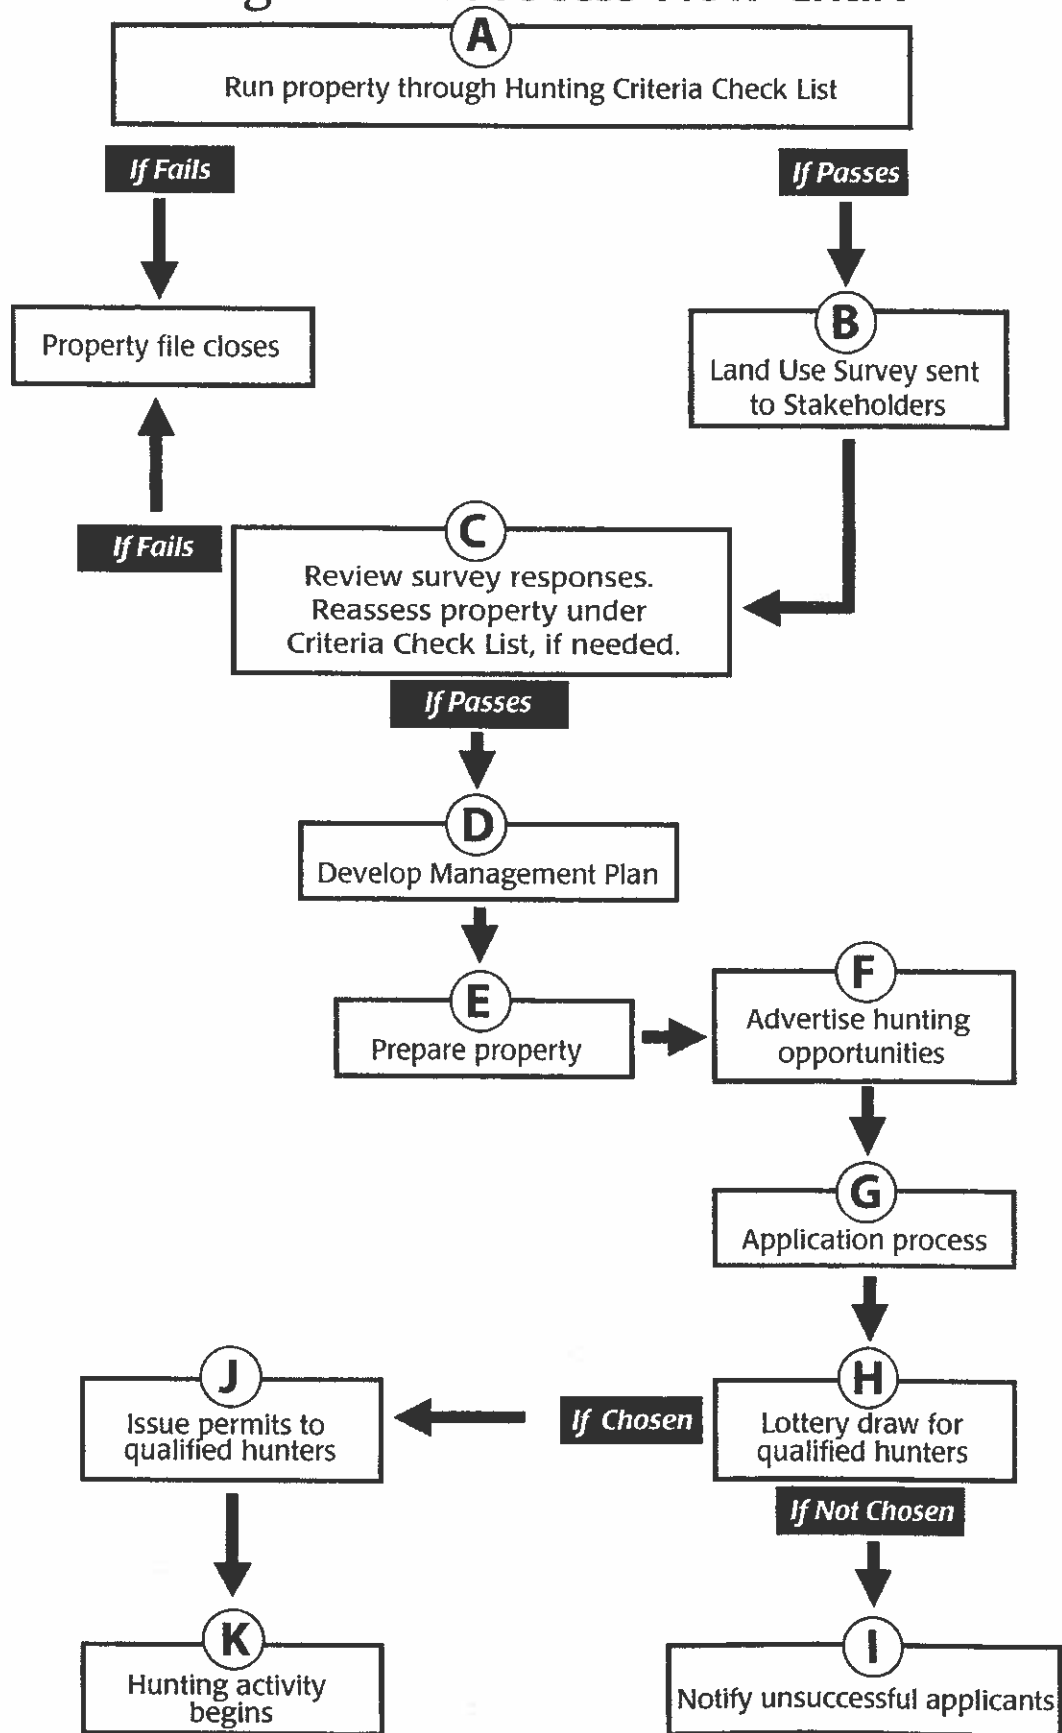 A
Run property through Hunting Criteria Check List
If Fails
If Passes
Property file closes
B
Land Use Survey sent
to Stakeholders
If Fails
C
Review survey responses.
Reassess property under
Criteria Check List, if needed.
If Passes
D
Develop Management Plan
E
Prepare property
F
Advertise hunting
opportunities
G
Application process
J
Issue permits to
qualified hunters
If Chosen
H
Lottery draw for
qualified hunters
If Not Chosen
K
Hunting activity
begins
I
Notify unsuccessful applicants